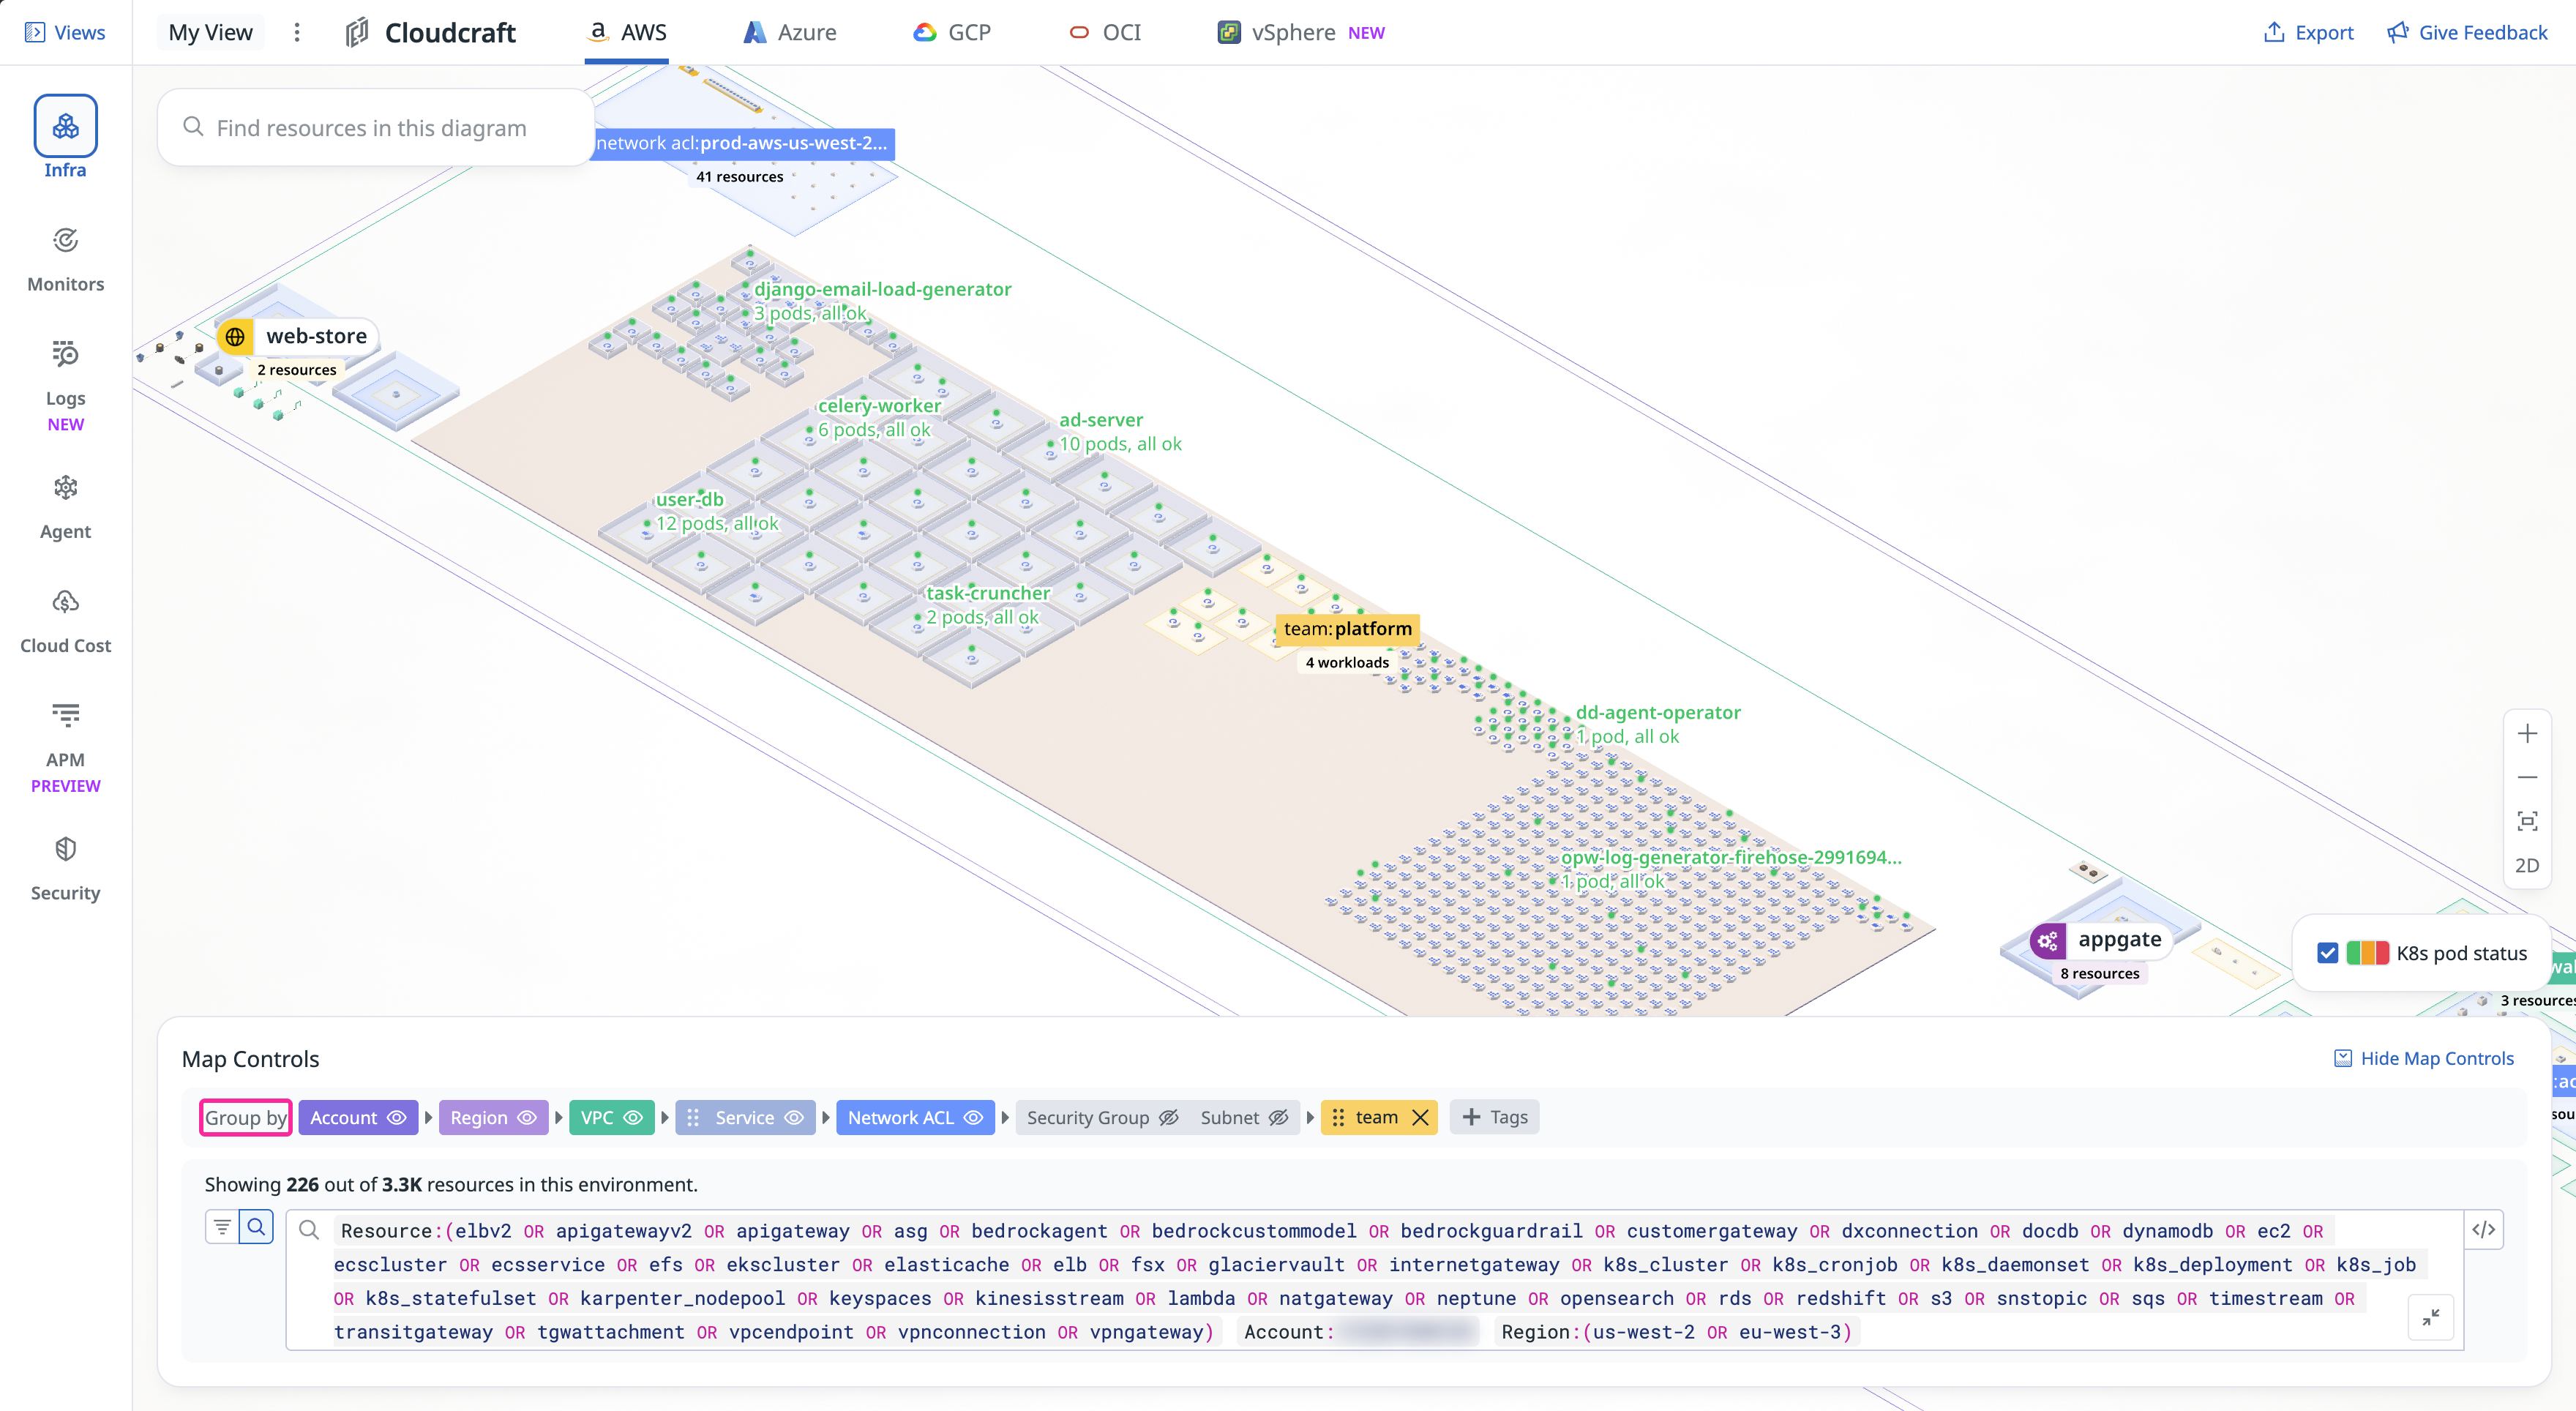 Views
My View
Cloudcraft
AWS
Azure
GCP
OCI
vSphere NEW
Export
Give Feedback
Infra
Monitors
Logs
NEW
Agent
Cloud Cost
APM
PREVIEW
Security
Find resources in this diagram
network acl:prod-aws-us-west-2...
41 resources
web-store
2 resources
django-email-load-generator
3 pods, all ok
celery-worker
6 pods, all ok
ad-server
10 pods, all ok
user-db
12 pods, all ok
task-cruncher
2 pods, all ok
team:platform
4 workloads
dd-agent-operator
1 pod, all ok
opw-log-generator-firehose-2991694...
1 pod, all ok
appgate
8 resources
2D
K8s pod status
3 resources
Map Controls
Hide Map Controls
Group by Account Region VPC Service Network ACL Security Group Subnet team + Tags
Showing 226 out of 3.3K resources in this environment.
Resource:(elbv2 OR apigatewayv2 OR apigateway OR asg OR bedrockagent OR bedrockcustommodel OR bedrockguardrail OR customergateway OR dxconnection OR docdb OR dynamodb OR ec2 OR
ecscluster OR ecsservice OR efs OR ekscluster OR elasticache OR elb OR fsx OR glaciervault OR internetgateway OR k8s_cluster OR k8s_cronjob OR k8s_daemonset OR k8s_deployment OR k8s_job
OR k8s_statefulset OR karpenter_nodepool OR keyspaces OR kinesisstream OR lambda OR natgateway OR neptune OR opensearch OR rds OR redshift OR s3 OR snstopic OR sqs OR timestream OR
transitgateway OR tgwattachment OR vpcendpoint OR vpnconnection OR vpngateway) Account: Region:(us-west-2 OR eu-west-3)